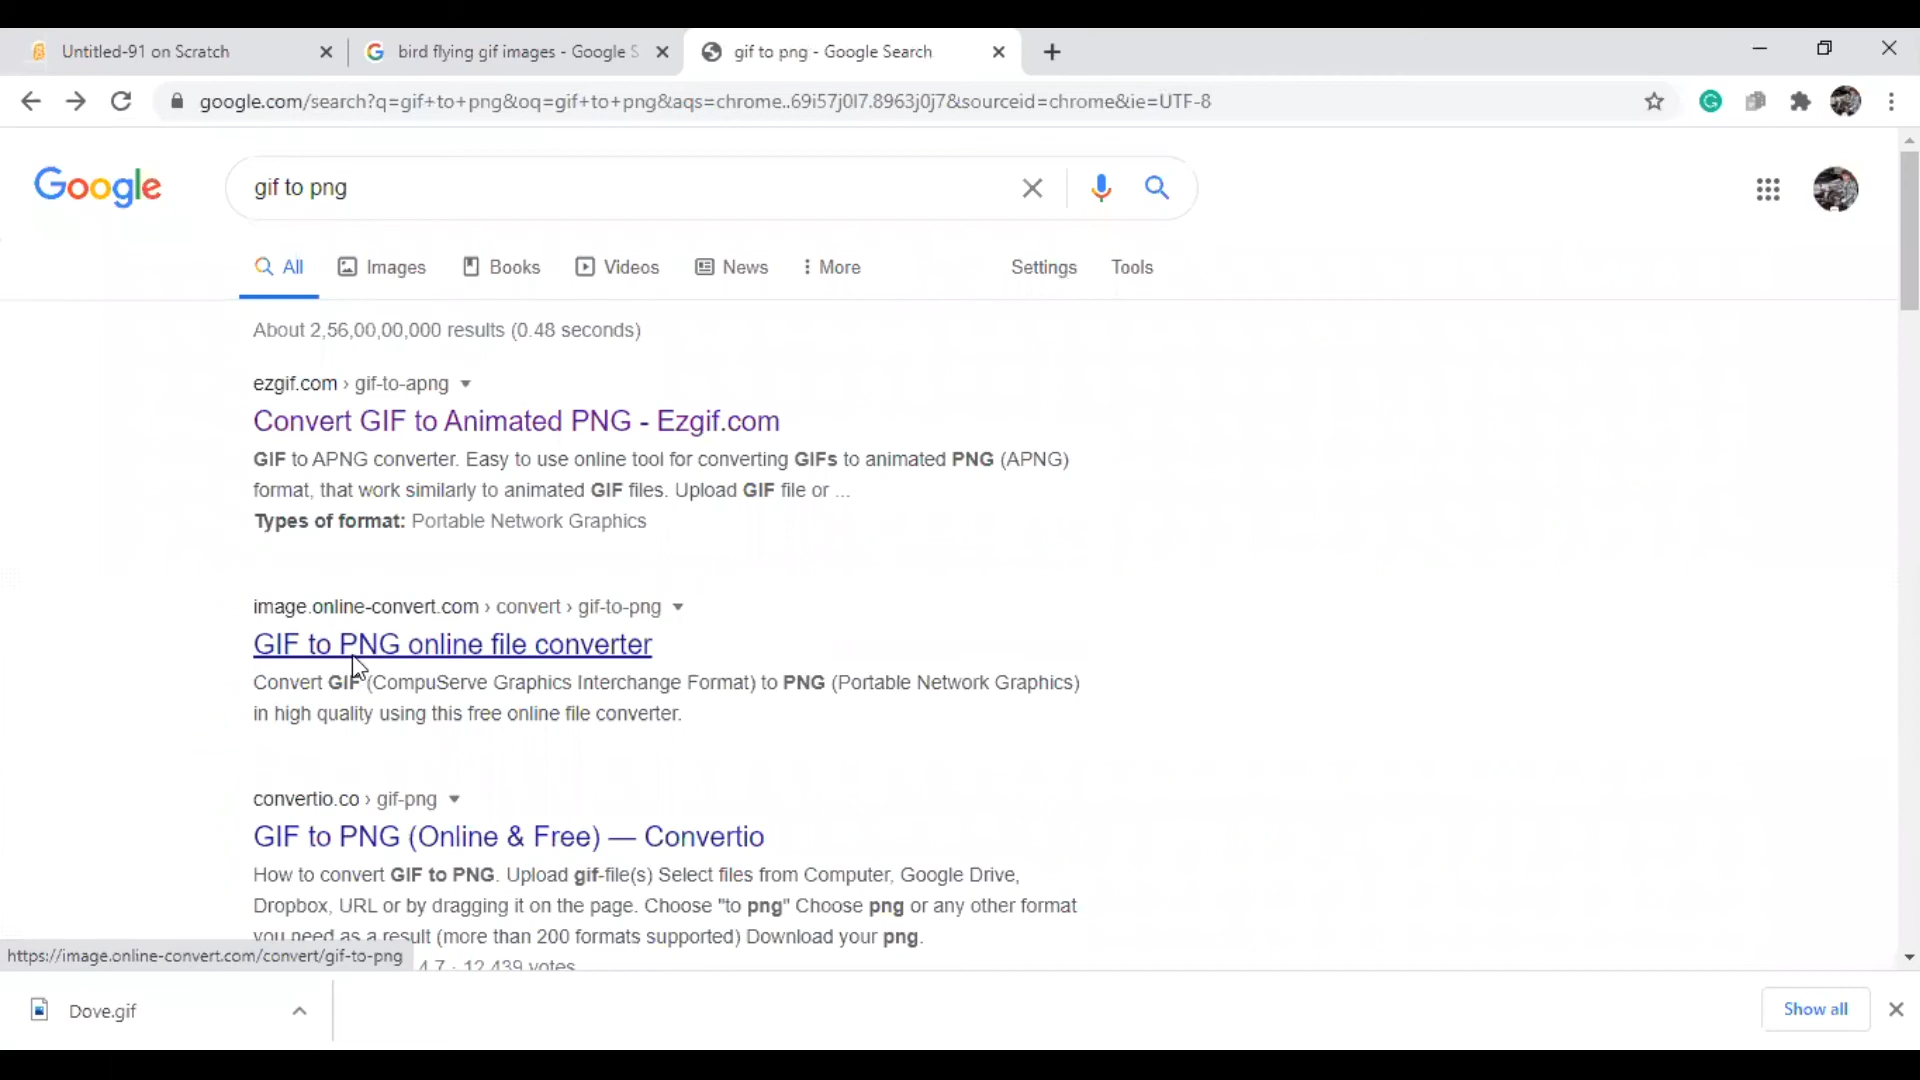 Untitled-91 on Scratch
bird flying gif images - Google S
gif to png - Google Search
google.com/search?q=gif+to+png&oq=gif+to+png&aqs=chrome..69i57j0l7.8963j0j7&sourceid=chrome&ie=UTF-8
Google
gif to png
All
Images
Books
Videos
News
More
Settings
Tools
About 2,56,00,00,000 results (0.48 seconds)
ezgif.com › gif-to-apng
Convert GIF to Animated PNG - Ezgif.com
GIF to APNG converter. Easy to use online tool for converting GIFs to animated PNG (APNG)
format, that work similarly to animated GIF files. Upload GIF file or ...
Types of format: Portable Network Graphics
image.online-convert.com › convert › gif-to-png
GIF to PNG online file converter
Convert GIF (CompuServe Graphics Interchange Format) to PNG (Portable Network Graphics)
in high quality using this free online file converter.
convertio.co › gif-png
GIF to PNG (Online & Free) — Convertio
How to convert GIF to PNG. Upload gif-file(s) Select files from Computer, Google Drive,
Dropbox, URL or by dragging it on the page. Choose "to png" Choose png or any other format
you need as a result (more than 200 formats supported) Download your png.
https://image.online-convert.com/convert/gif-to-png
4.7 · 12,439 votes
Dove.gif
Show all